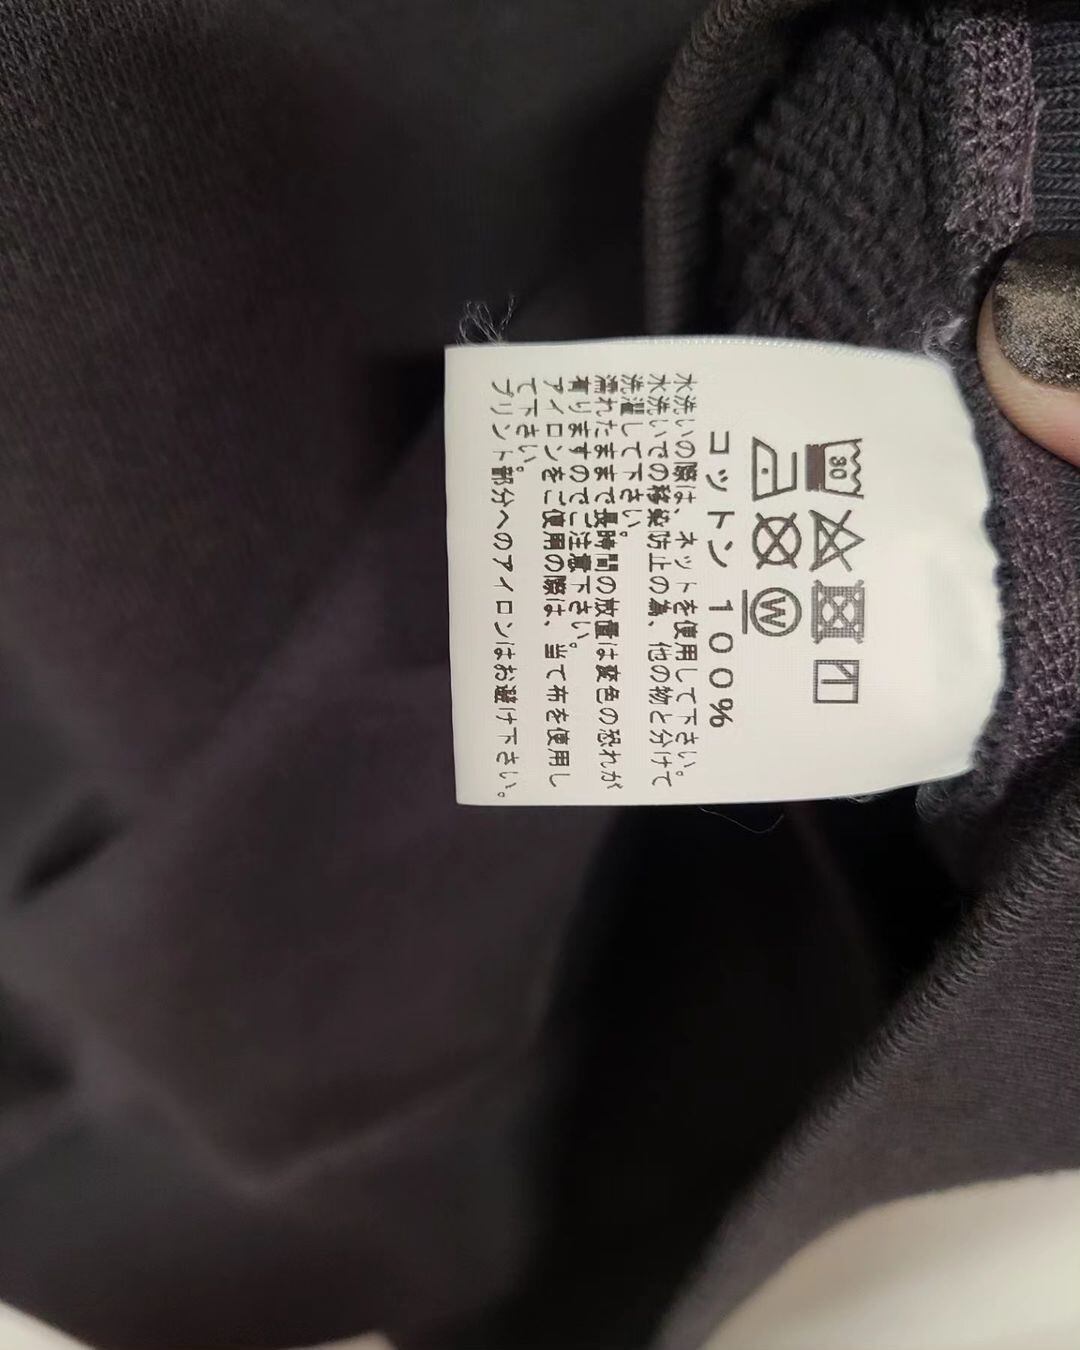 30
W
コットン 100%
水洗いの際は、ネットを使用して下さい。
水洗いでの移染防止の為、他の物と分けて
洗濯して下さい。
濡れたままで長時間の放置は変色の恐れが
有りますのでご注意下さい。
アイロンをご使用の際は、当て布を使用し
て下さい。
プリント部分へのアイロンはお避け下さい。